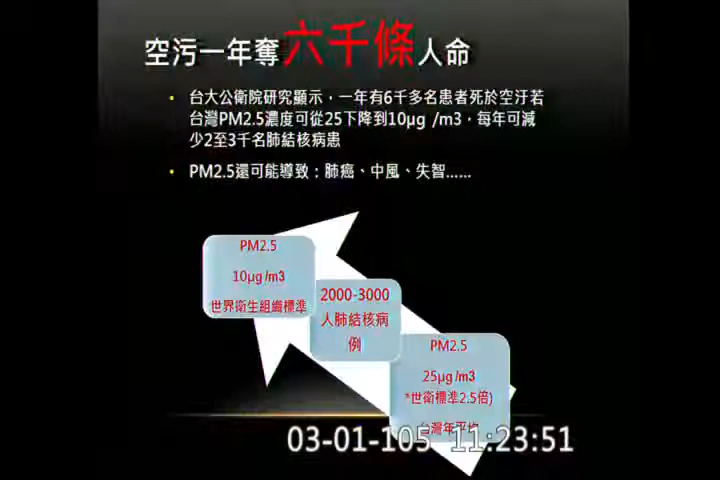 空污一年奪六千條人命
• 台大公衛院研究顯示，一年有6千多名患者死於空汙若
台灣PM2.5濃度可從25下降到10μg /m3，每年可減
少2至3千名肺結核病患
• PM2.5還可能導致：肺癌、中風、失智......
PM2.5
10μg /m3
世界衛生組織標準
2000-3000
人肺結核病
例
PM2.5
25μg /m3
*世衛標準2.5倍)
台灣年平均
03-01-105 11:23:51